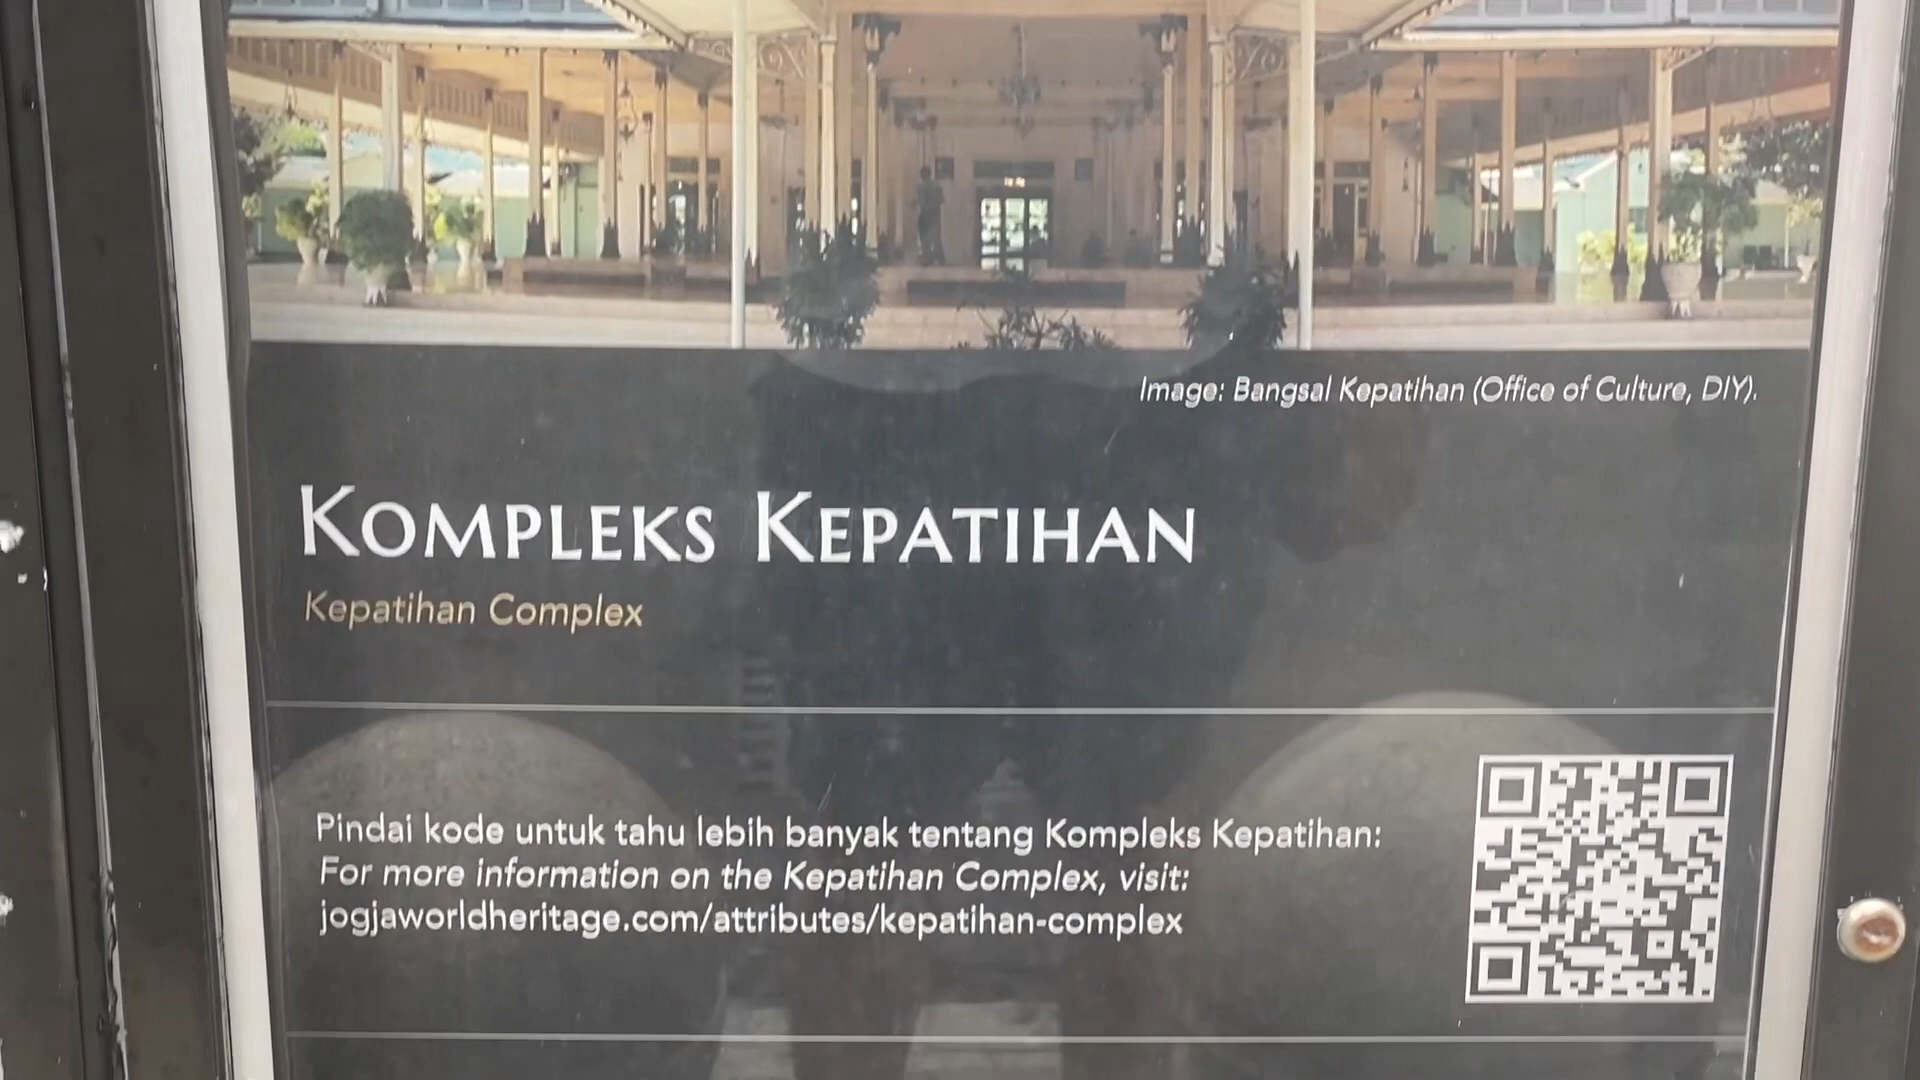 Image: Bangsal Kepatihan (Office of Culture, DIY).
KOMPLEKS KEPATIHAN
Kepatihan Complex
Pindai kode untuk tahu lebih banyak tentang Kompleks Kepatihan:
For more information on the Kepatihan Complex, visit:
jogjaworldheritage.com/attributes/kepatihan-complex